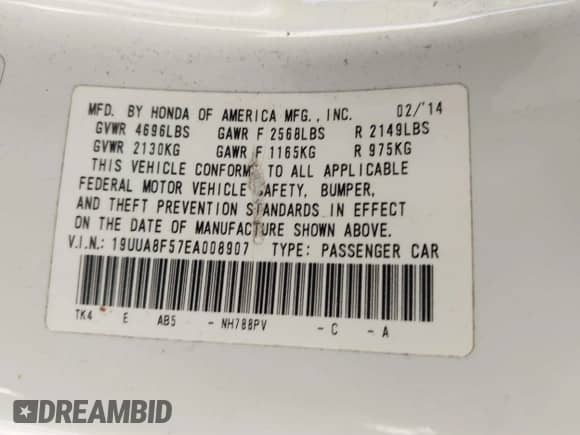 MFD. BY HONDA OF AMERICA MFG., INC. 02/'14
GVWR 4696LBS GAWR F 2568LBS R 2149LBS
GVWR 2130KG GAWR F 1165KG R 975KG
THIS VEHICLE CONFORMS TO ALL APPLICABLE
FEDERAL MOTOR VEHICLE SAFETY, BUMPER,
AND THEFT PREVENTION STANDARDS IN EFFECT
ON THE DATE OF MANUFACTURE SHOWN ABOVE.
V.I.N.: 19UUA8F57EA008907 TYPE: PASSENGER CAR
TK4 E AB5 - NH788PV - C - A
DREAMBID